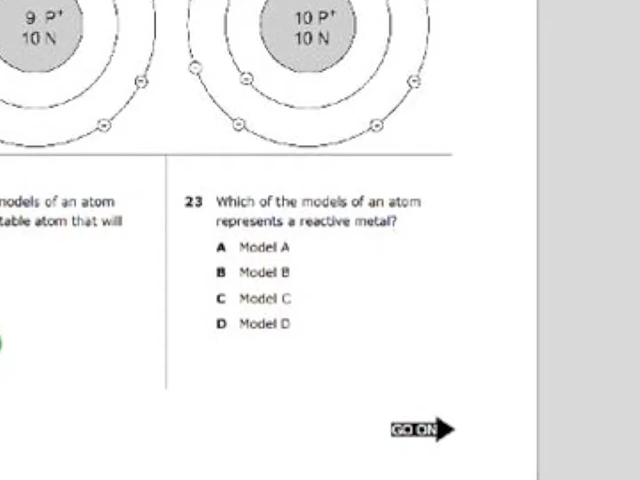 9 P+
10 N
10 P+
10 N
models of an atom
table atom that will
23 Which of the models of an atom
represents a reactive metal?
A Model A
B Model B
C Model C
D Model D
GO ON